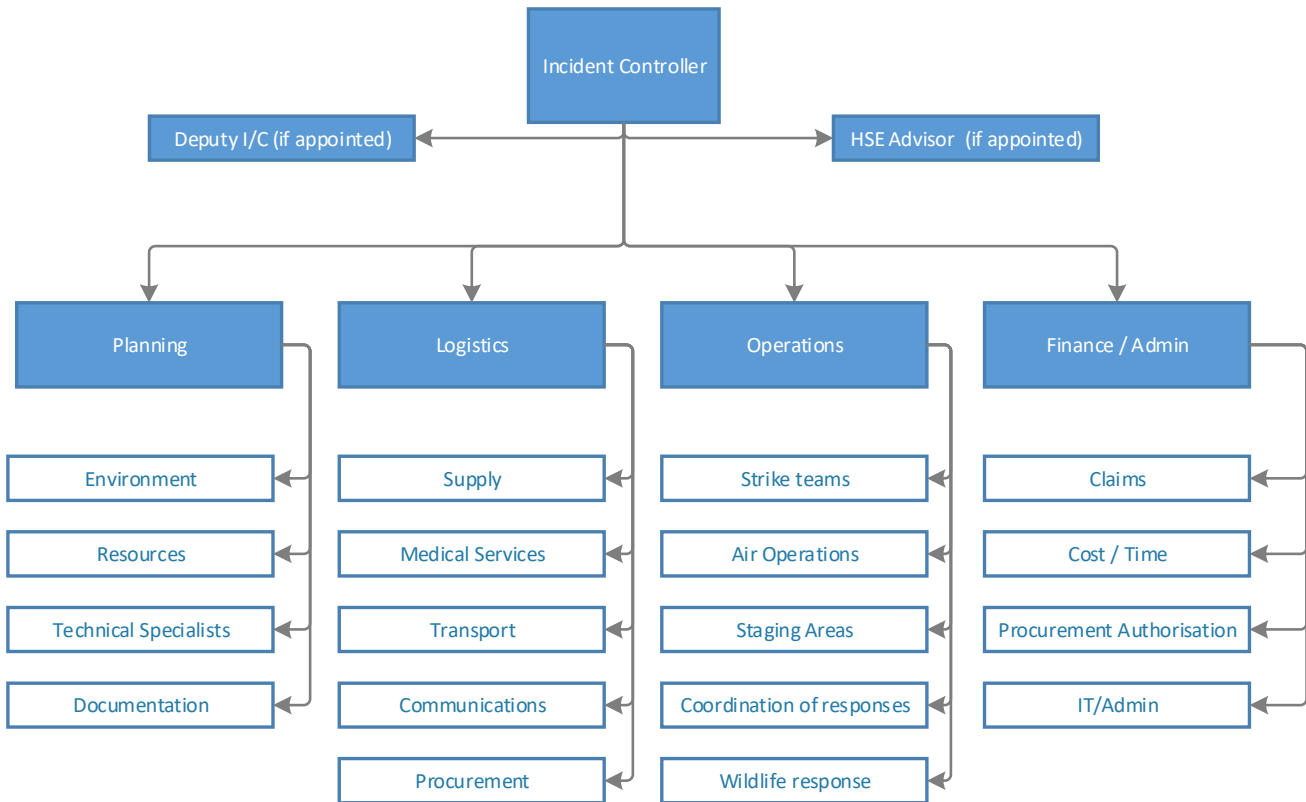 Incident Controller
Deputy I/C (if appointed)
HSE Advisor  (if appointed)
Planning
Logistics
Operations
Finance / Admin
Environment
Supply
Strike teams
Claims
Resources
Medical Services
Air Operations
Cost / Time
Technical Specialists
Transport
Staging Areas
Procurement Authorisation
Documentation
Communications
Coordination of responses
IT/Admin
Procurement
Wildlife response